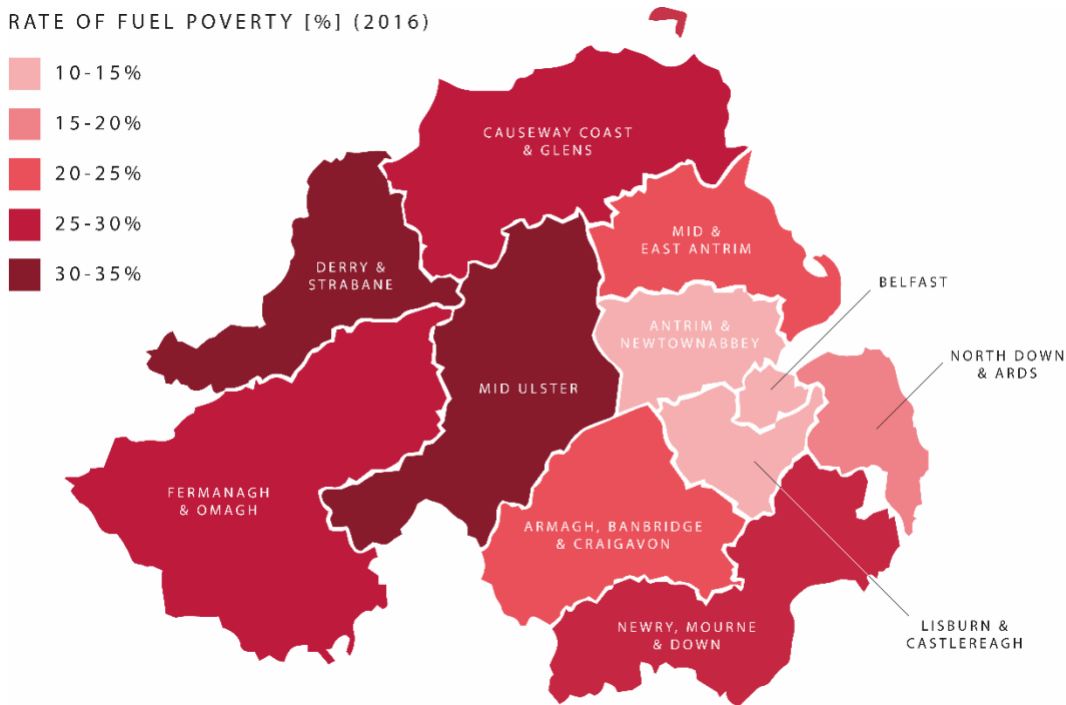 RATE OF FUEL POVERTY [%] (2016)
10-15%
15-20%
20-25%
25-30%
30-35%
CAUSEWAY COAST
& GLENS
MID &
EAST ANTRIM
DERRY &
STRABANE
BELFAST
ANTRIM &
NEWTOWNABBEY
NORTH DOWN
& ARDS
MID ULSTER
FERMANAGH
& OMAGH
ARMAGH, BANBRIDGE
& CRAIGAVON
LISBURN &
CASTLEREAGH
NEWRY, MOURNE
& DOWN